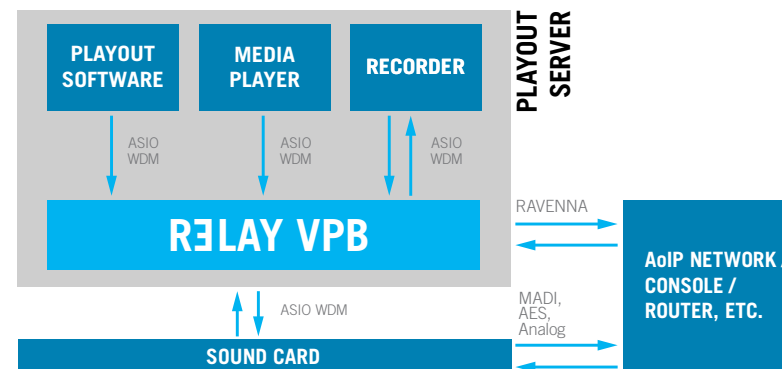 PLAYOUT
SOFTWARE
MEDIA
PLAYER
RECORDER
PLAYOUT
SERVER
ASIO
WDM
ASIO
WDM
ASIO
WDM
RƎLAY VPB
RAVENNA
AoIP NETWORK /
CONSOLE /
ROUTER, ETC.
ASIO WDM
MADI,
AES,
Analog
SOUND CARD